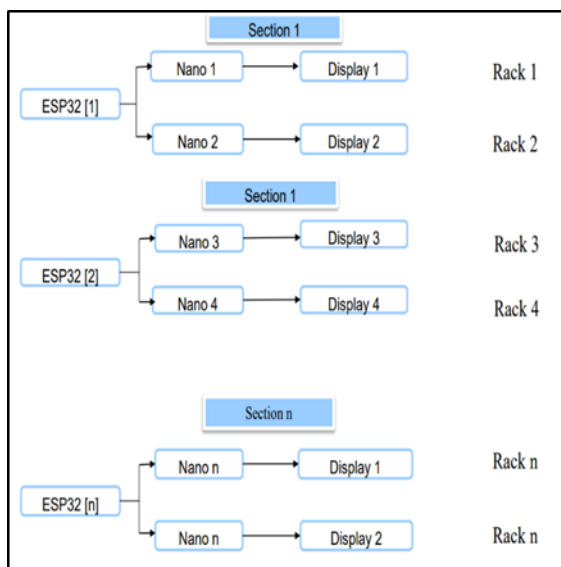 Section 1
Nano 1
Display 1
Rack 1
ESP32 [1]
Nano 2
Display 2
Rack 2
Section 1
Nano 3
Display 3
Rack 3
ESP32 [2]
Nano 4
Display 4
Rack 4
Section n
Nano n
Display 1
Rack n
ESP32 [n]
Nano n
Display 2
Rack n